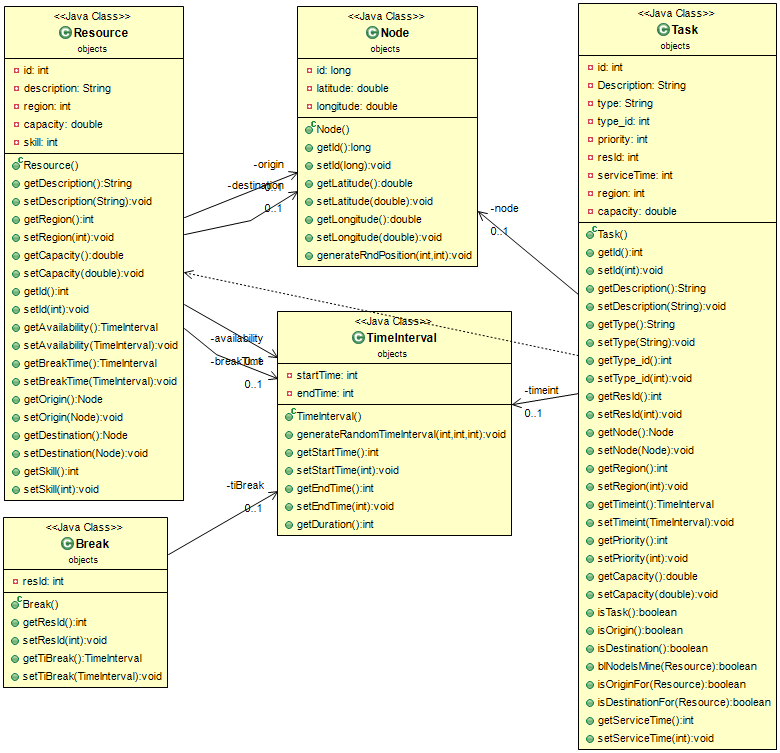 <<Java Class>>
Resource
objects
id: int
description: String
region: int
capacity: double
skill: int
Resource()
getDescription():String
setDescription(String):void
getRegion():int
setRegion(int):void
getCapacity():double
setCapacity(double):void
getId():int
setId(int):void
getAvailability():TimeInterval
setAvailability(TimeInterval):void
getBreakTime():TimeInterval
setBreakTime(TimeInterval):void
getOrigin():Node
setOrigin(Node):void
getDestination():Node
setDestination(Node):void
getSkill():int
setSkill(int):void
<<Java Class>>
Break
objects
resId: int
Break()
getResId():int
setResId(int):void
getTiBreak():TimeInterval
setTiBreak(TimeInterval):void
-origin
-destination
0..1
0..1
-availability
-breakTime
0..1
0..1
-tiBreak
0..1
<<Java Class>>
Node
objects
id: long
latitude: double
longitude: double
Node()
getId():long
setId(long):void
getLatitude():double
setLatitude(double):void
getLongitude():double
setLongitude(double):void
generateRndPosition(int,int):void
<<Java Class>>
TimeInterval
objects
startTime: int
endTime: int
TimeInterval()
generateRandomTimeInterval(int,int,int):void
getStartTime():int
setStartTime(int):void
getEndTime():int
setEndTime(int):void
getDuration():int
-node
0..1
-timeint
0..1
<<Java Class>>
Task
objects
id: int
Description: String
type: String
type_id: int
priority: int
resId: int
serviceTime: int
region: int
capacity: double
Task()
getId():int
setId(int):void
getDescription():String
setDescription(String):void
getType():String
setType(String):void
getType_id():int
setType_id(int):void
getResId():int
setResId(int):void
getNode():Node
setNode(Node):void
getRegion():int
setRegion(int):void
getTimeint():TimeInterval
setTimeint(TimeInterval):void
getPriority():int
setPriority(int):void
getCapacity():double
setCapacity(double):void
isTask():boolean
isOrigin():boolean
isDestination():boolean
blNodeIsMine(Resource):boolean
isOriginFor(Resource):boolean
isDestinationFor(Resource):boolean
getServiceTime():int
setServiceTime(int):void